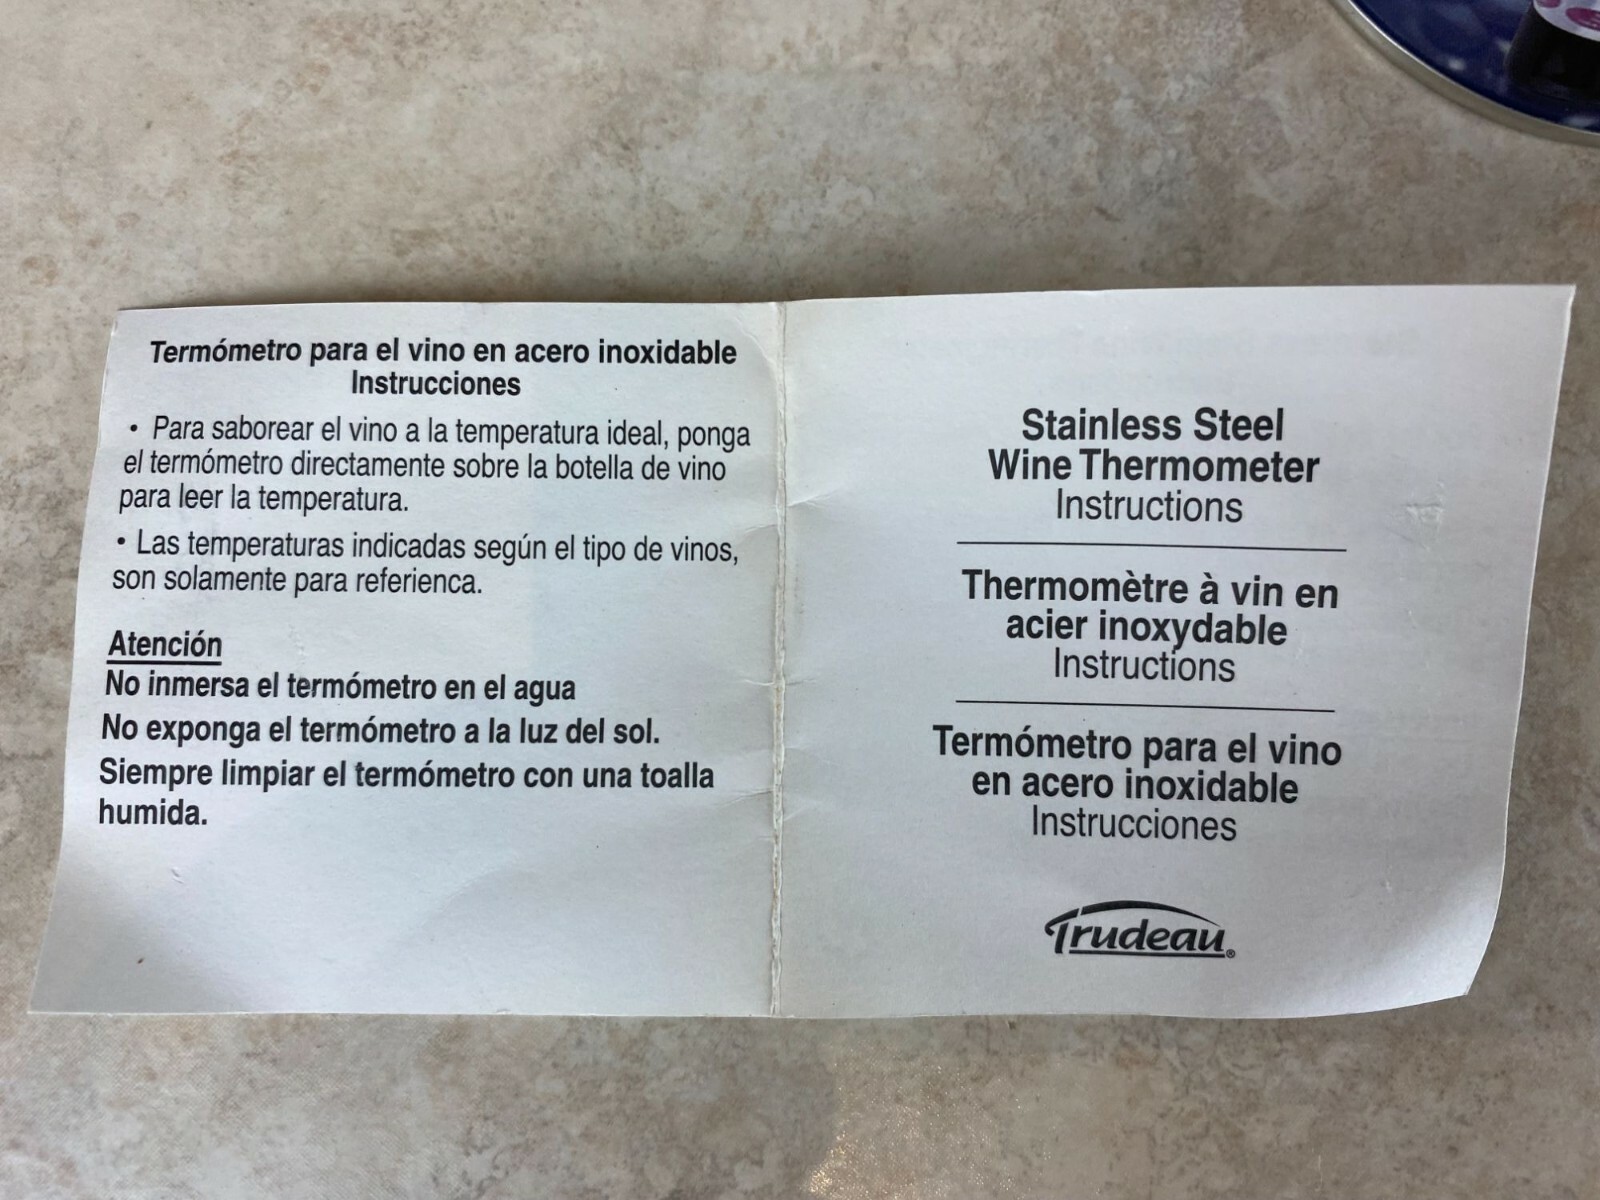 Termómetro para el vino en acero inoxidable
Instrucciones
• Para saborear el vino a la temperatura ideal, ponga
el termómetro directamente sobre la botella de vino
para leer la temperatura.
• Las temperaturas indicadas según el tipo de vinos,
son solamente para referienca.
Atención
No inmersa el termómetro en el agua
No exponga el termómetro a la luz del sol.
Siempre limpiar el termómetro con una toalla
humida.
Stainless Steel
Wine Thermometer
Instructions
Thermomètre à vin en
acier inoxydable
Instructions
Termómetro para el vino
en acero inoxidable
Instrucciones
Trudeau®